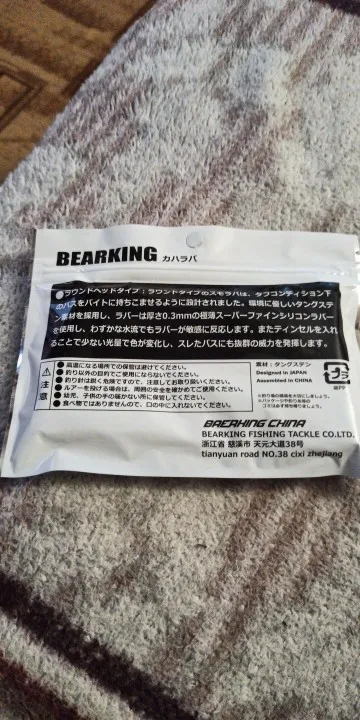 BEARKING カハラバ
●ラウンドヘッドタイプ：ラウンドタイプのスモラバは、タフコンディション下
のバスをバイトに持ちこませるように設計されました。環境に優しいタングステ
ン素材を採用し、ラバーは厚さ0.3mmの極薄スーパーファインシリコンラバー
を使用し、わずかな水流でもラバーが敏感に反応します。またティンセルを入れ
ることで少ない光量で色が変化し、スレたバスにも抜群の威力を発揮します。
注意
●高温になる場所での保管は避けてください。
●釣り以外の目的でご使用にならないでください。
●釣り針は鋭く危険ですので、注意してお取り扱いください。
●ルアーを投げる場合は、周囲の安全を確かめてご使用ください。
●幼児、子供の手の届かない所に保管してください。
●食べ物ではありませんので、口の中に入れないでください。
素材：タングステン
Designed in JAPAN
Assembled in CHINA
プラ
PP
BAERKING CHINA
BEARKING FISHING TACKLE CO.LTD.
浙江省 慈溪市 天元大道38号
tianyuan road NO.38 cixi zhejiang